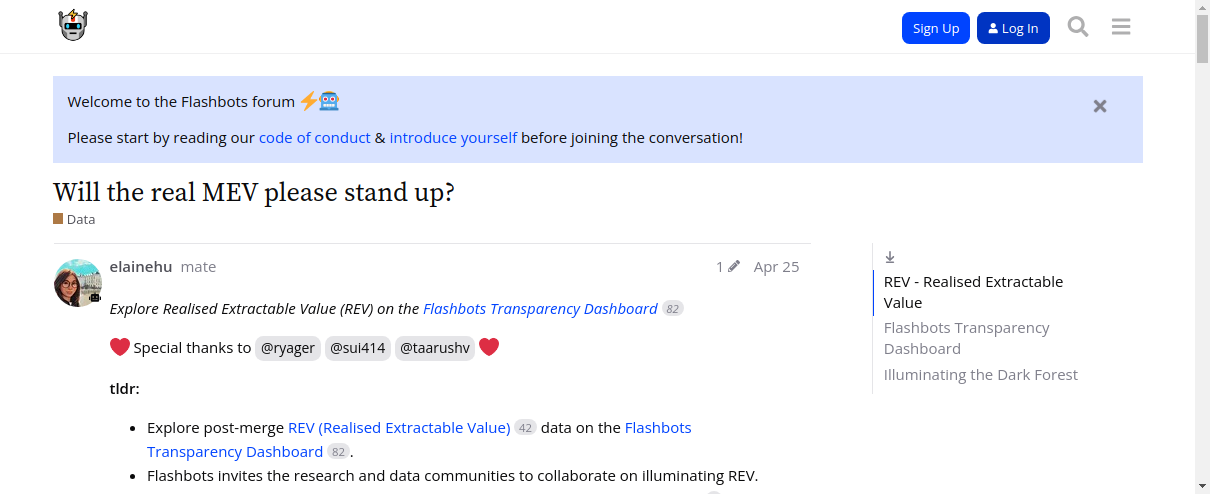 Sign Up
Log In
Welcome to the Flashbots forum
Please start by reading our code of conduct & introduce yourself before joining the conversation!
Will the real MEV please stand up?
Data
elainehu mate
1 Apr 25
Explore Realised Extractable Value (REV) on the Flashbots Transparency Dashboard 82
Special thanks to @ryager @sui414 @taarushv
tldr:
Explore post-merge REV (Realised Extractable Value) 42 data on the Flashbots
Transparency Dashboard 82.
Flashbots invites the research and data communities to collaborate on illuminating REV.
REV - Realised Extractable
Value
Flashbots Transparency
Dashboard
Illuminating the Dark Forest